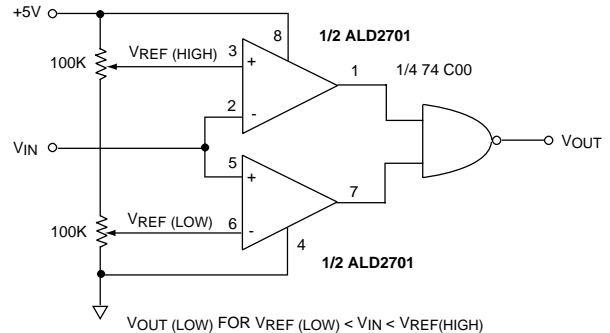 +5V
8
1/2 ALD2701
3
VREF (HIGH)
100K
+
1
1/4 74 C00
2
-
VIN
VOUT
5
+
7
VREF (LOW)
6
100K
-
4
1/2 ALD2701
VOUT (LOW) FOR VREF (LOW) < VIN < VREF(HIGH)